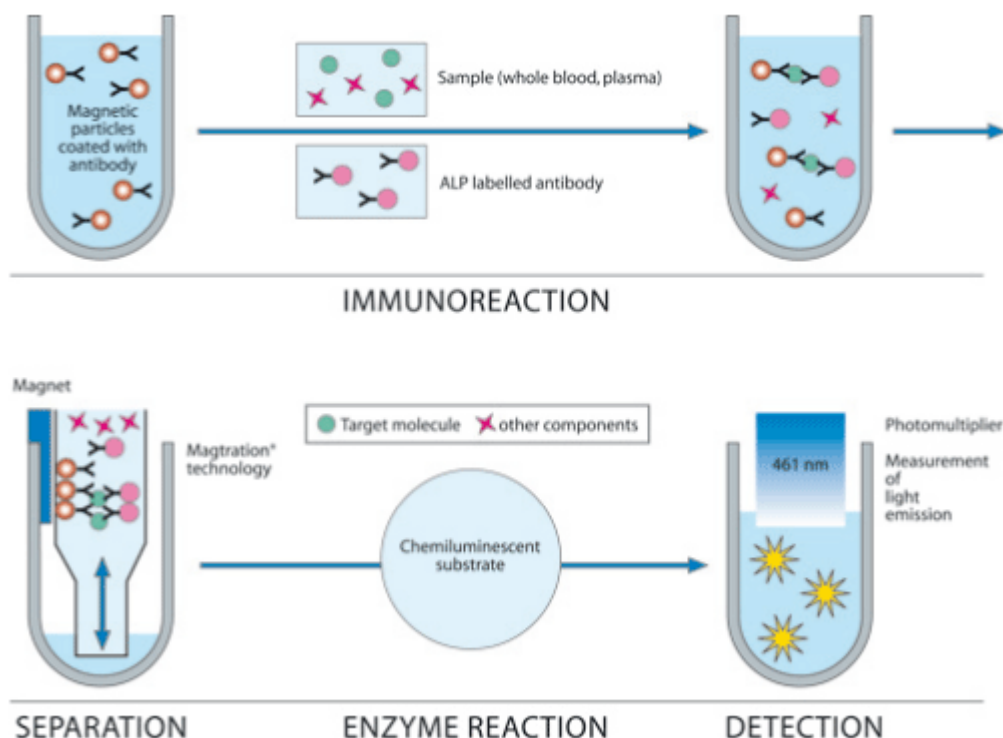 Magnetic
particles
coated with
antibody
Sample (whole blood, plasma)
ALP labelled antibody
IMMUNOREACTION
Magnet
Magtration*
technology
Target molecule
other components
Chemiluminescent
substrate
461 nm
Photomultiplier
Measurement
of
light
emission
SEPARATION
ENZYME REACTION
DETECTION